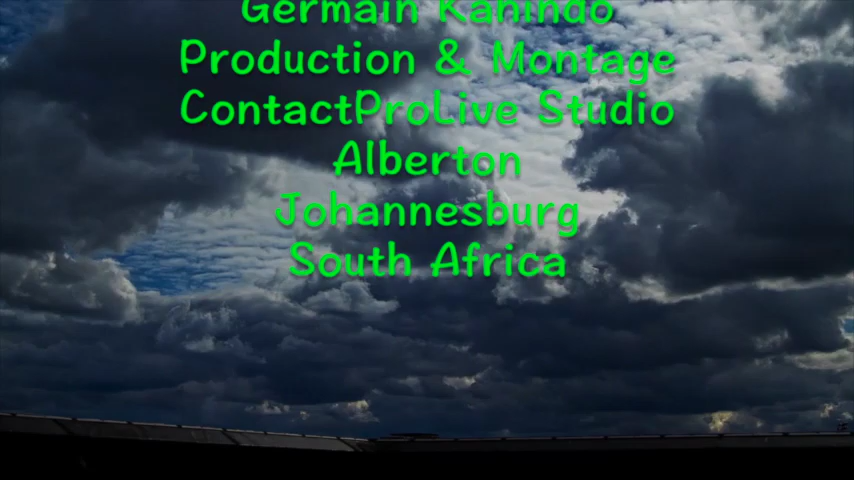 Germain Kanindo
Production & Montage
ContactProLive Studio
Alberton
Johannesburg
South Africa